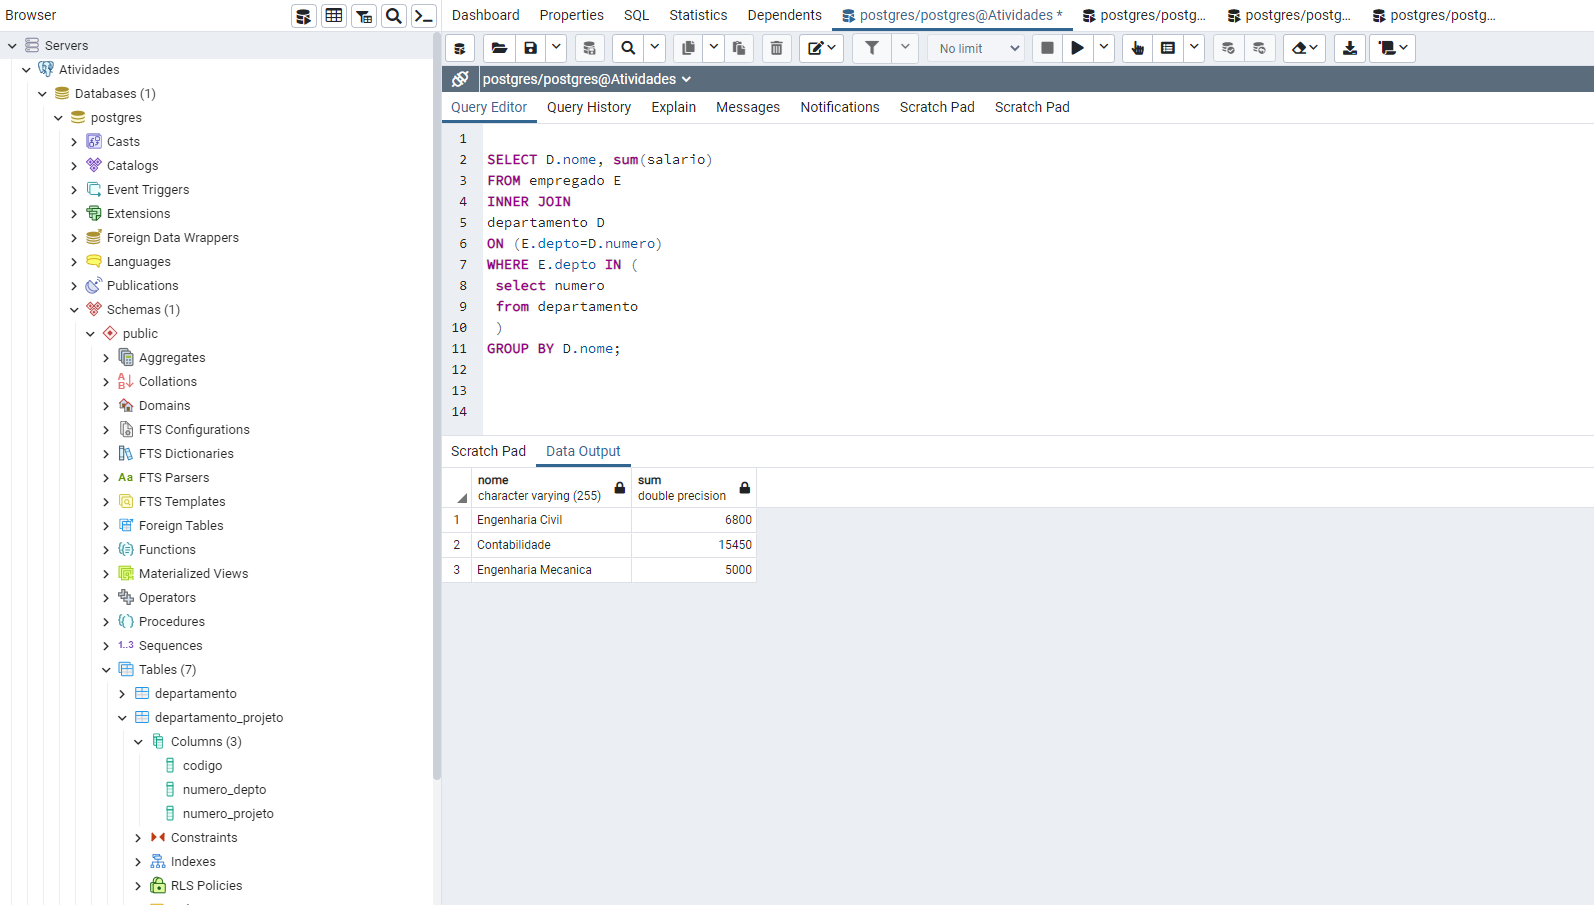 Browser
Servers
Atividades
Databases (1)
postgres
Casts
Catalogs
Event Triggers
Extensions
Foreign Data Wrappers
Languages
Publications
Schemas (1)
public
Aggregates
Collations
Domains
FTS Configurations
FTS Dictionaries
Aa FTS Parsers
FTS Templates
Foreign Tables
Functions
Materialized Views
Operators
Procedures
1..3 Sequences
Tables (7)
departamento
departamento_projeto
Columns (3)
codigo
numero_depto
numero_projeto
Constraints
Indexes
RLS Policies
Dashboard Properties SQL Statistics Dependents postgres/postgres@Atividades * postgres/postg... postgres/postg... postgres/postg...
No limit
postgres/postgres@Atividades
Query Editor Query History Explain Messages Notifications Scratch Pad Scratch Pad
1
2 SELECT D.nome, sum(salario)
3 FROM empregado E
4 INNER JOIN
5 departamento D
6 ON (E.depto=D.numero)
7 WHERE E.depto IN (
8 select numero
9 from departamento
10 )
11 GROUP BY D.nome;
12
13
14
Scratch Pad Data Output
nome sum
character varying (255) double precision
1 Engenharia Civil 6800
2 Contabilidade 15450
3 Engenharia Mecanica 5000